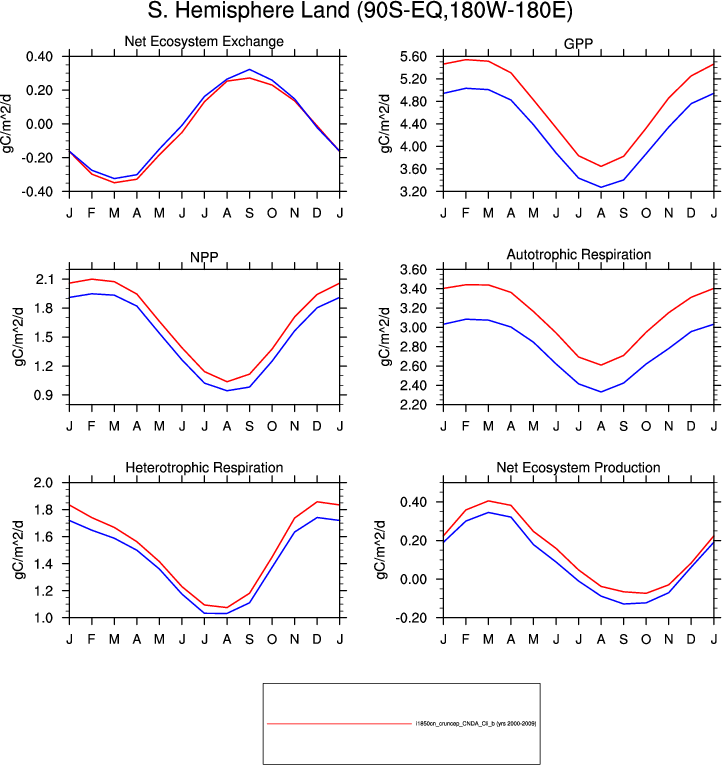 S. Hemisphere Land (90S-EQ,180W-180E)
Net Ecosystem Exchange
gC/m^2/d
0.40
0.20
0.00
-0.20
-0.40
J F M A M J J A S O N D J
GPP
gC/m^2/d
5.60
5.20
4.80
4.40
4.00
3.60
3.20
J F M A M J J A S O N D J
NPP
gC/m^2/d
2.1
1.8
1.5
1.2
0.9
J F M A M J J A S O N D J
Autotrophic Respiration
gC/m^2/d
3.60
3.40
3.20
3.00
2.80
2.60
2.40
2.20
J F M A M J J A S O N D J
Heterotrophic Respiration
gC/m^2/d
2.0
1.8
1.6
1.4
1.2
1.0
J F M A M J J A S O N D J
Net Ecosystem Production
gC/m^2/d
0.40
0.20
0.00
-0.20
J F M A M J J A S O N D J
i1850cn_cruncep_CNDA_Cli_b (yrs 2000-2009)